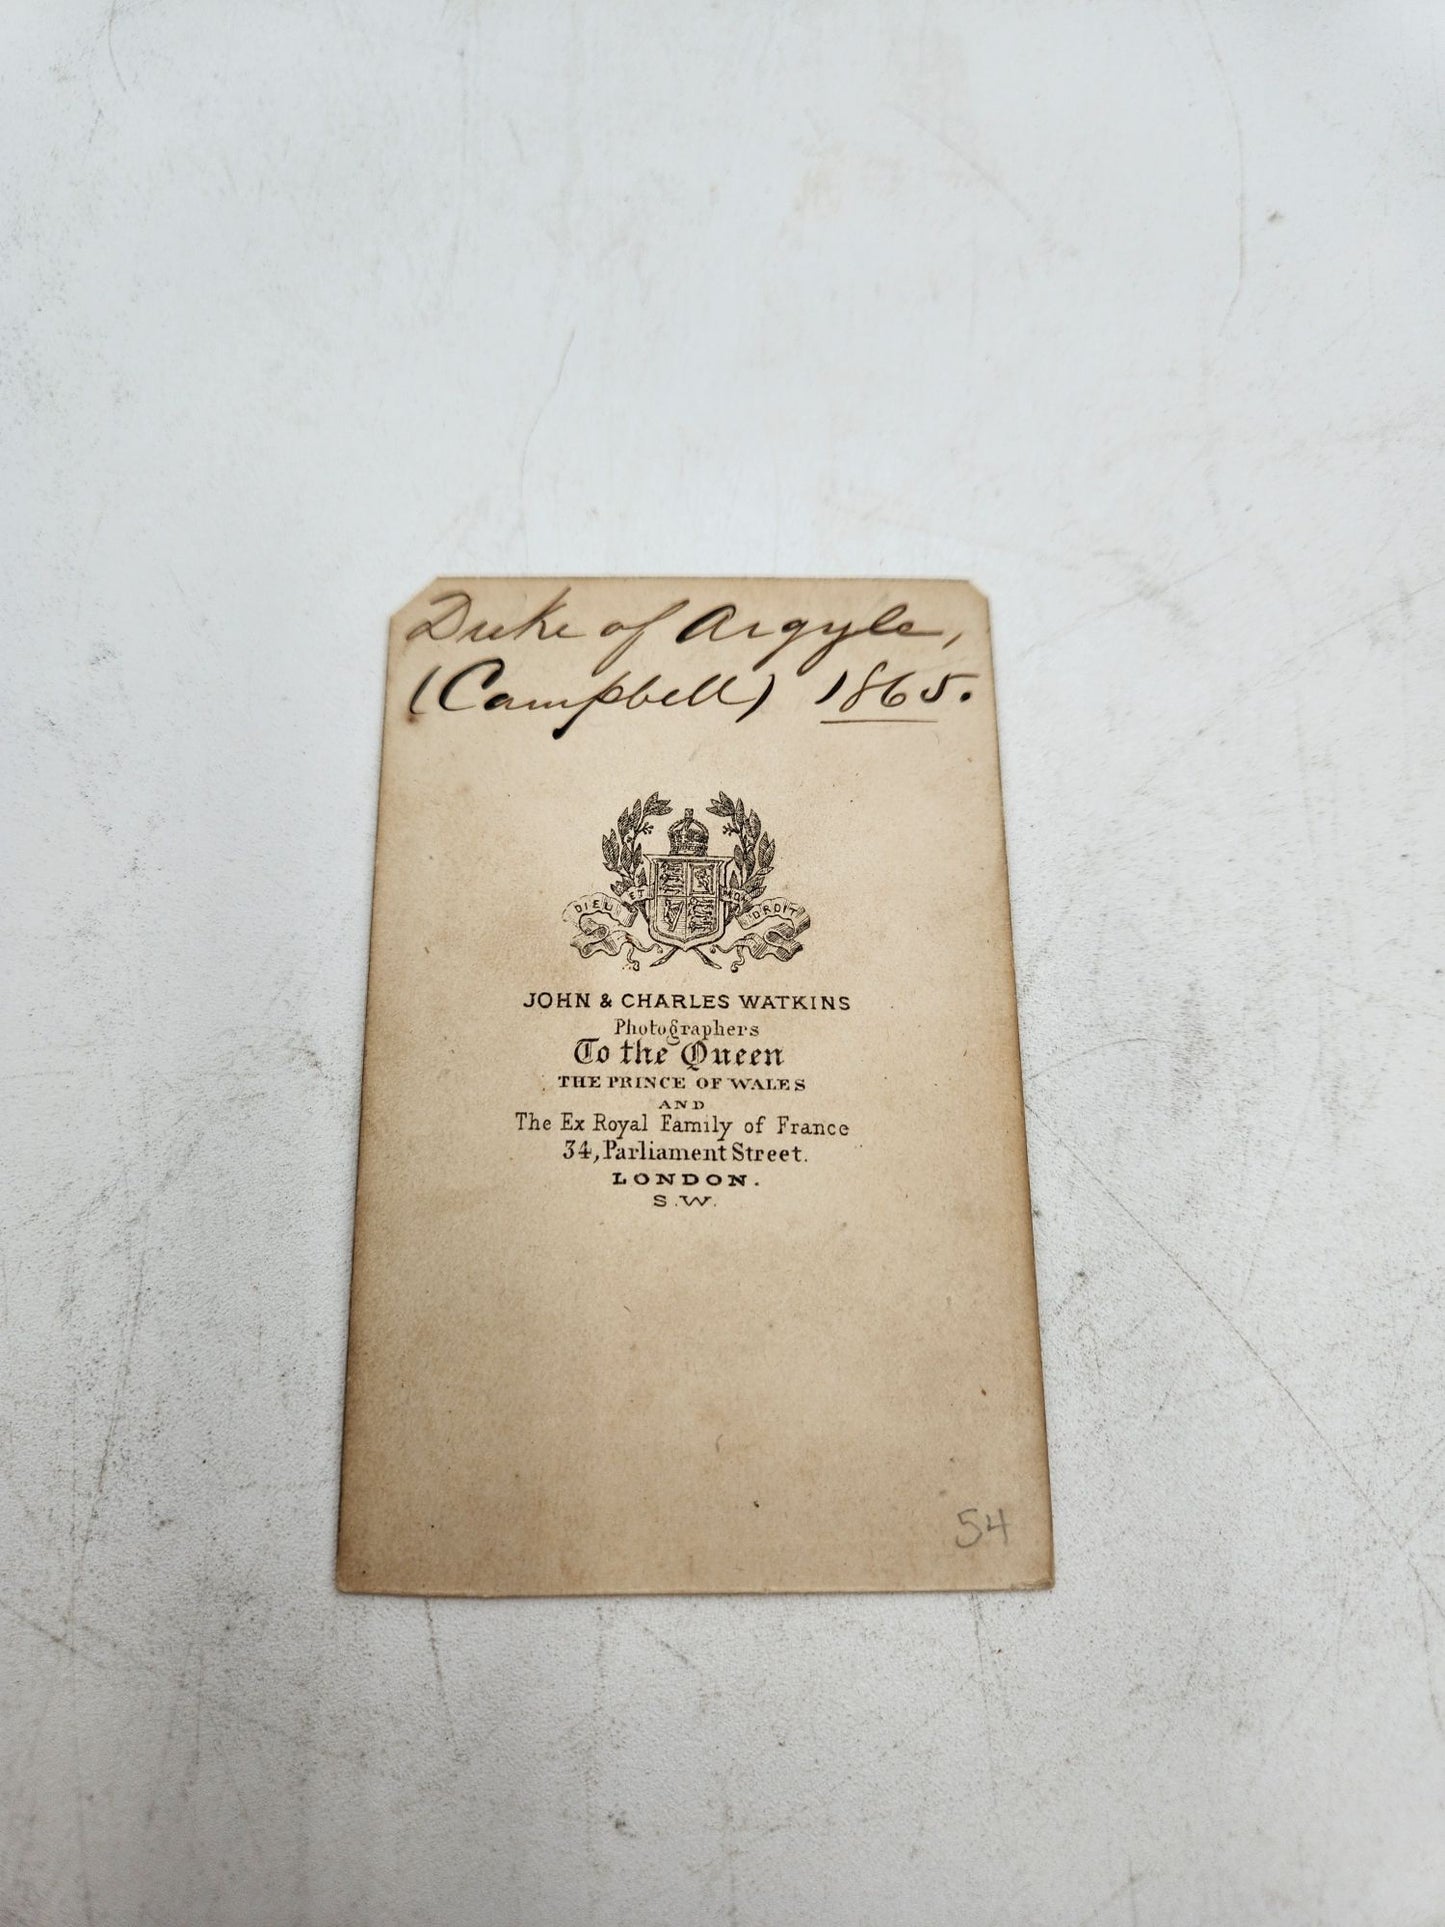 Duke of Argyle,
(Campbell) 1865.
DIEU ET MON DROIT
JOHN & CHARLES WATKINS
Photographers
To the Queen
THE PRINCE OF WALES
AND
The Ex Royal Family of France
34, Parliament Street.
LONDON.
S.W.
54